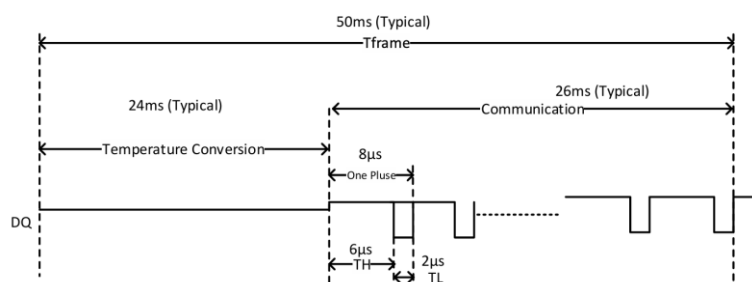 50ms (Typical)
Tframe
24ms (Typical)
26ms (Typical)
Communication
Temperature Conversion
8μs
One Pluse
DQ
6μs
TH
2μs
TL